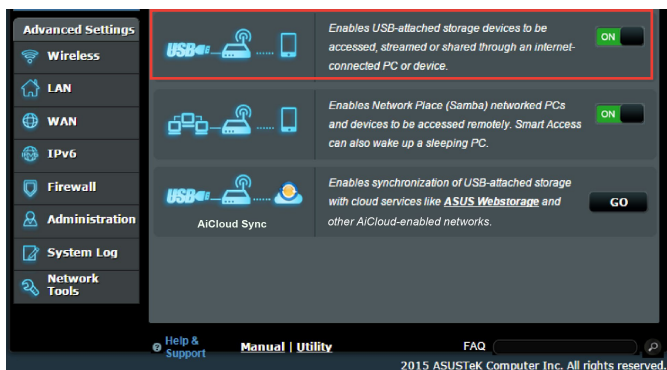 Advanced Settings
Wireless
LAN
WAN
IPv6
Firewall
Administration
System Log
Network
Tools
USB
Enables USB-attached storage devices to be
accessed, streamed or shared through an internet-
connected PC or device.
ON
Enables Network Place (Samba) networked PCs
and devices to be accessed remotely. Smart Access
can also wake up a sleeping PC.
ON
USB
AiCloud Sync
Enables synchronization of USB-attached storage
with cloud services like ASUS Webstorage and
other AiCloud-enabled networks.
GO
Help &
Support
Manual | Utility
FAQ
2015 ASUSTeK Computer Inc. All rights reserved.